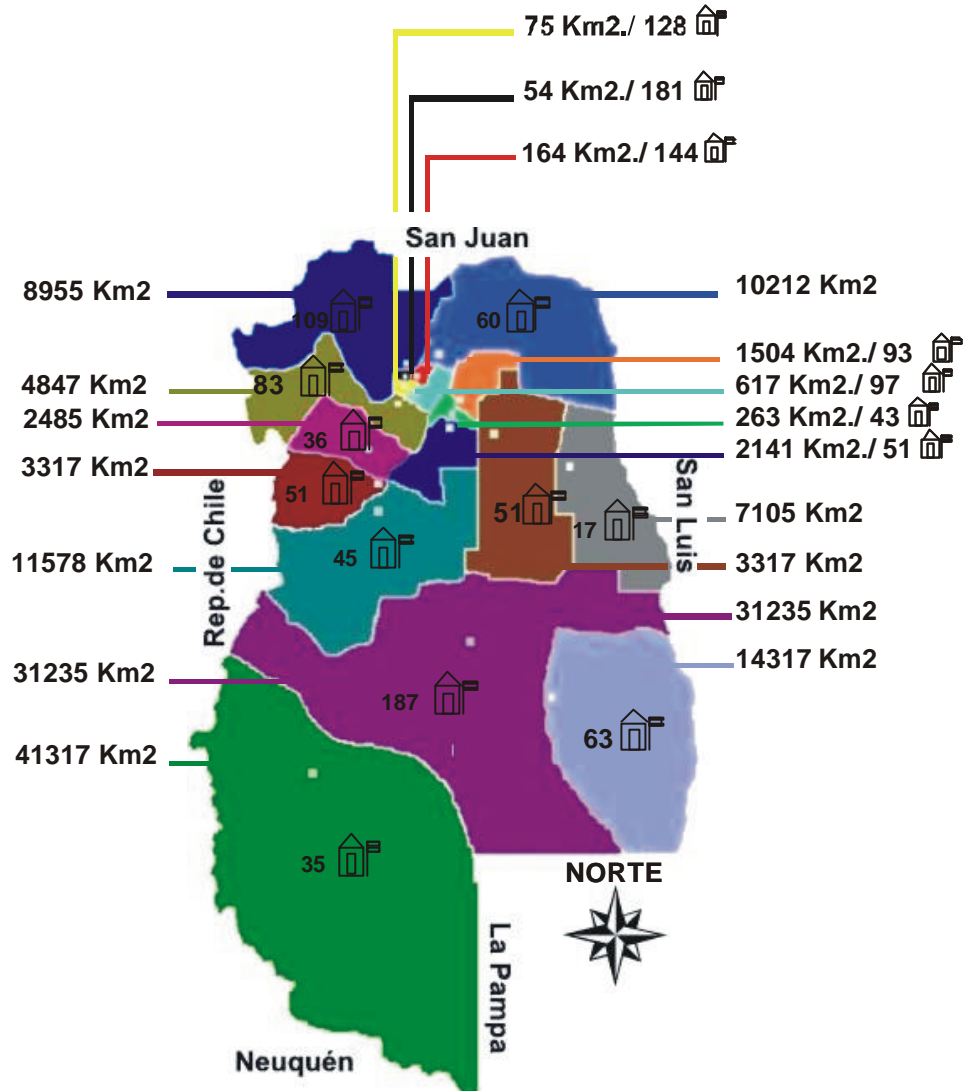 75 Km2./ 128
54 Km2./ 181
164 Km2./ 144
San Juan
8955 Km2
10212 Km2
109
60
1504 Km2./ 93
4847 Km2
83
617 Km2./ 97
2485 Km2
36
263 Km2./ 43
3317 Km2
2141 Km2./ 51
51
51
17
7105 Km2
San Luis
Rep.de Chile
11578 Km2
45
3317 Km2
31235 Km2
14317 Km2
31235 Km2
187
63
41317 Km2
35
NORTE
La Pampa
Neuquén